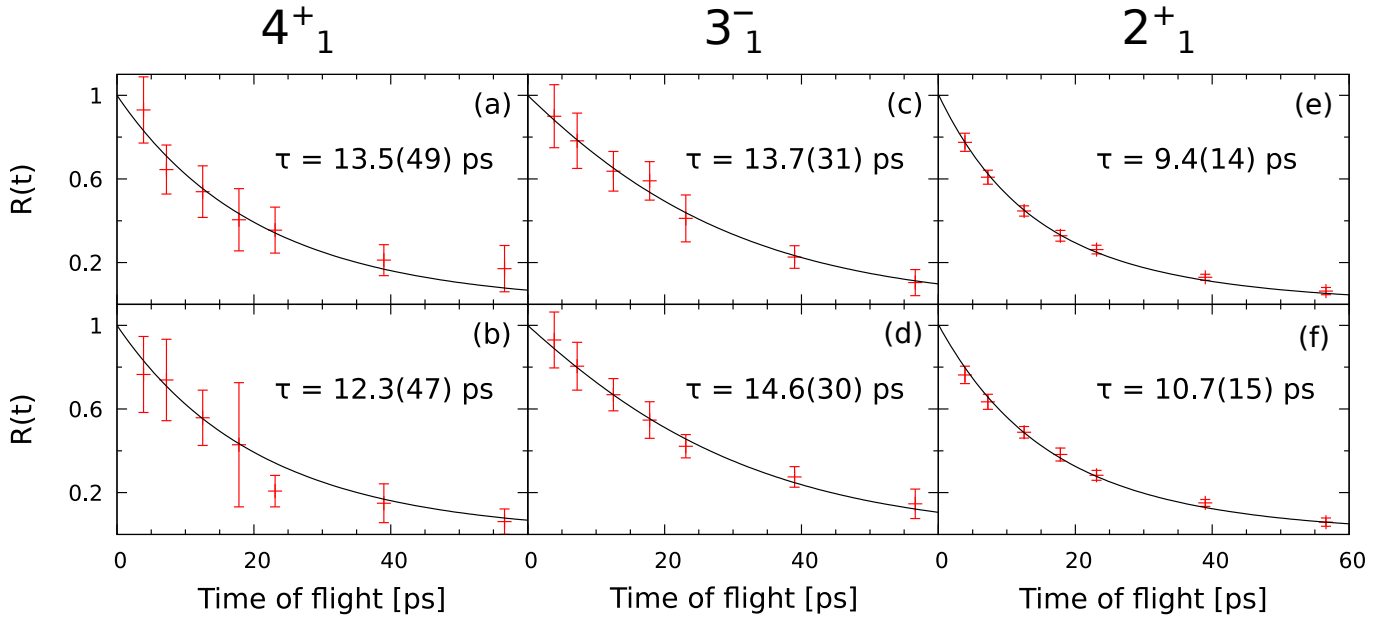 4⁺₁ 3⁻₁ 2⁺₁
(a) (c) (e)
1
τ = 13.5(49) ps τ = 13.7(31) ps τ = 9.4(14) ps
0.6
R(t)
0.2
(b) (d) (f)
1
τ = 12.3(47) ps τ = 14.6(30) ps τ = 10.7(15) ps
0.6
R(t)
0.2
0 20 40 0 20 40 0 20 40 60
Time of flight [ps] Time of flight [ps] Time of flight [ps]